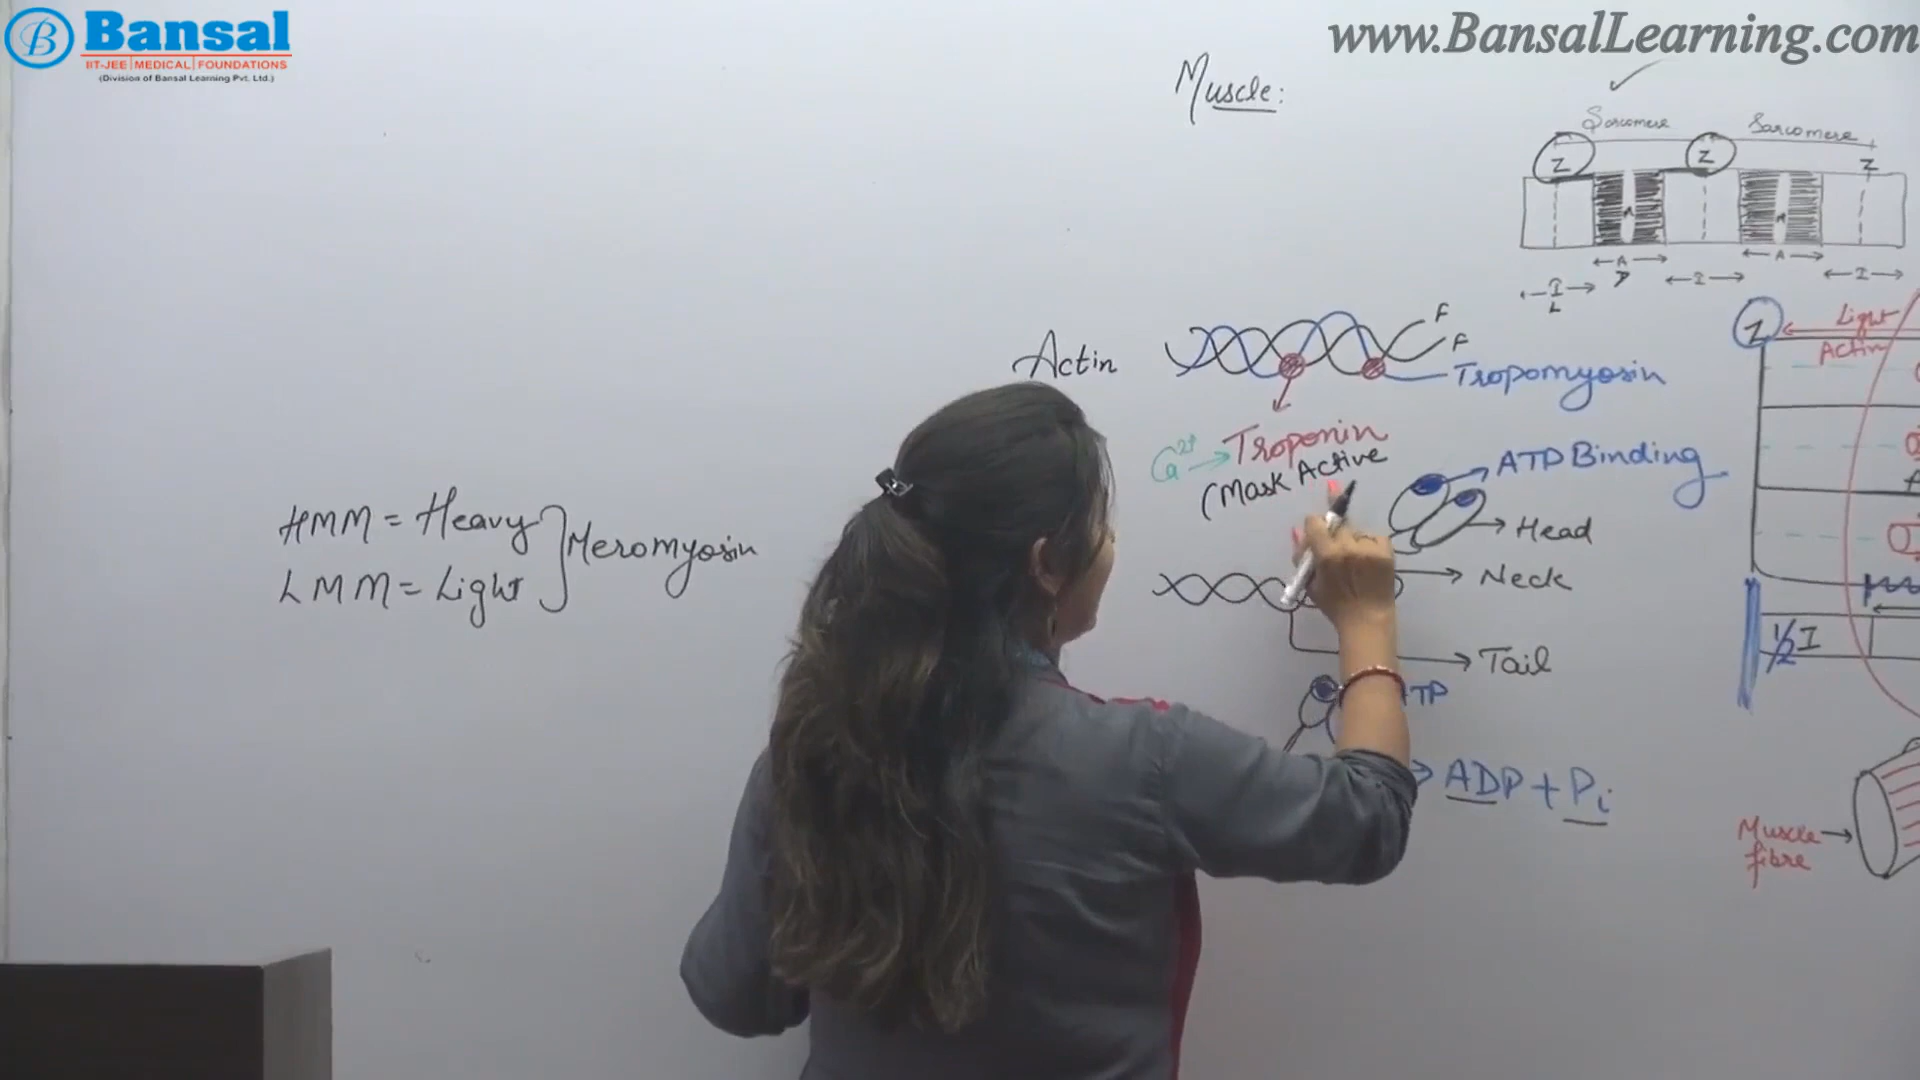 Bansal
IIT-JEE | MEDICAL | FOUNDATIONS
(Division of Bansal Learning Pvt. Ltd.)
www.BansalLearning.com
Muscle:
Sarcomere Sarcomere
Z Z Z
A A
A A
I I I
L
F
F
Actin
Tropomyosin
Z Light
Actin
Ca2+ → Troponin
(Mask Active
ATP Binding
Head
Neck
Tail
HMM = Heavy
LMM = Light
Meromyosin
1/2 I
TP
ADP + Pi
Muscle
fibre